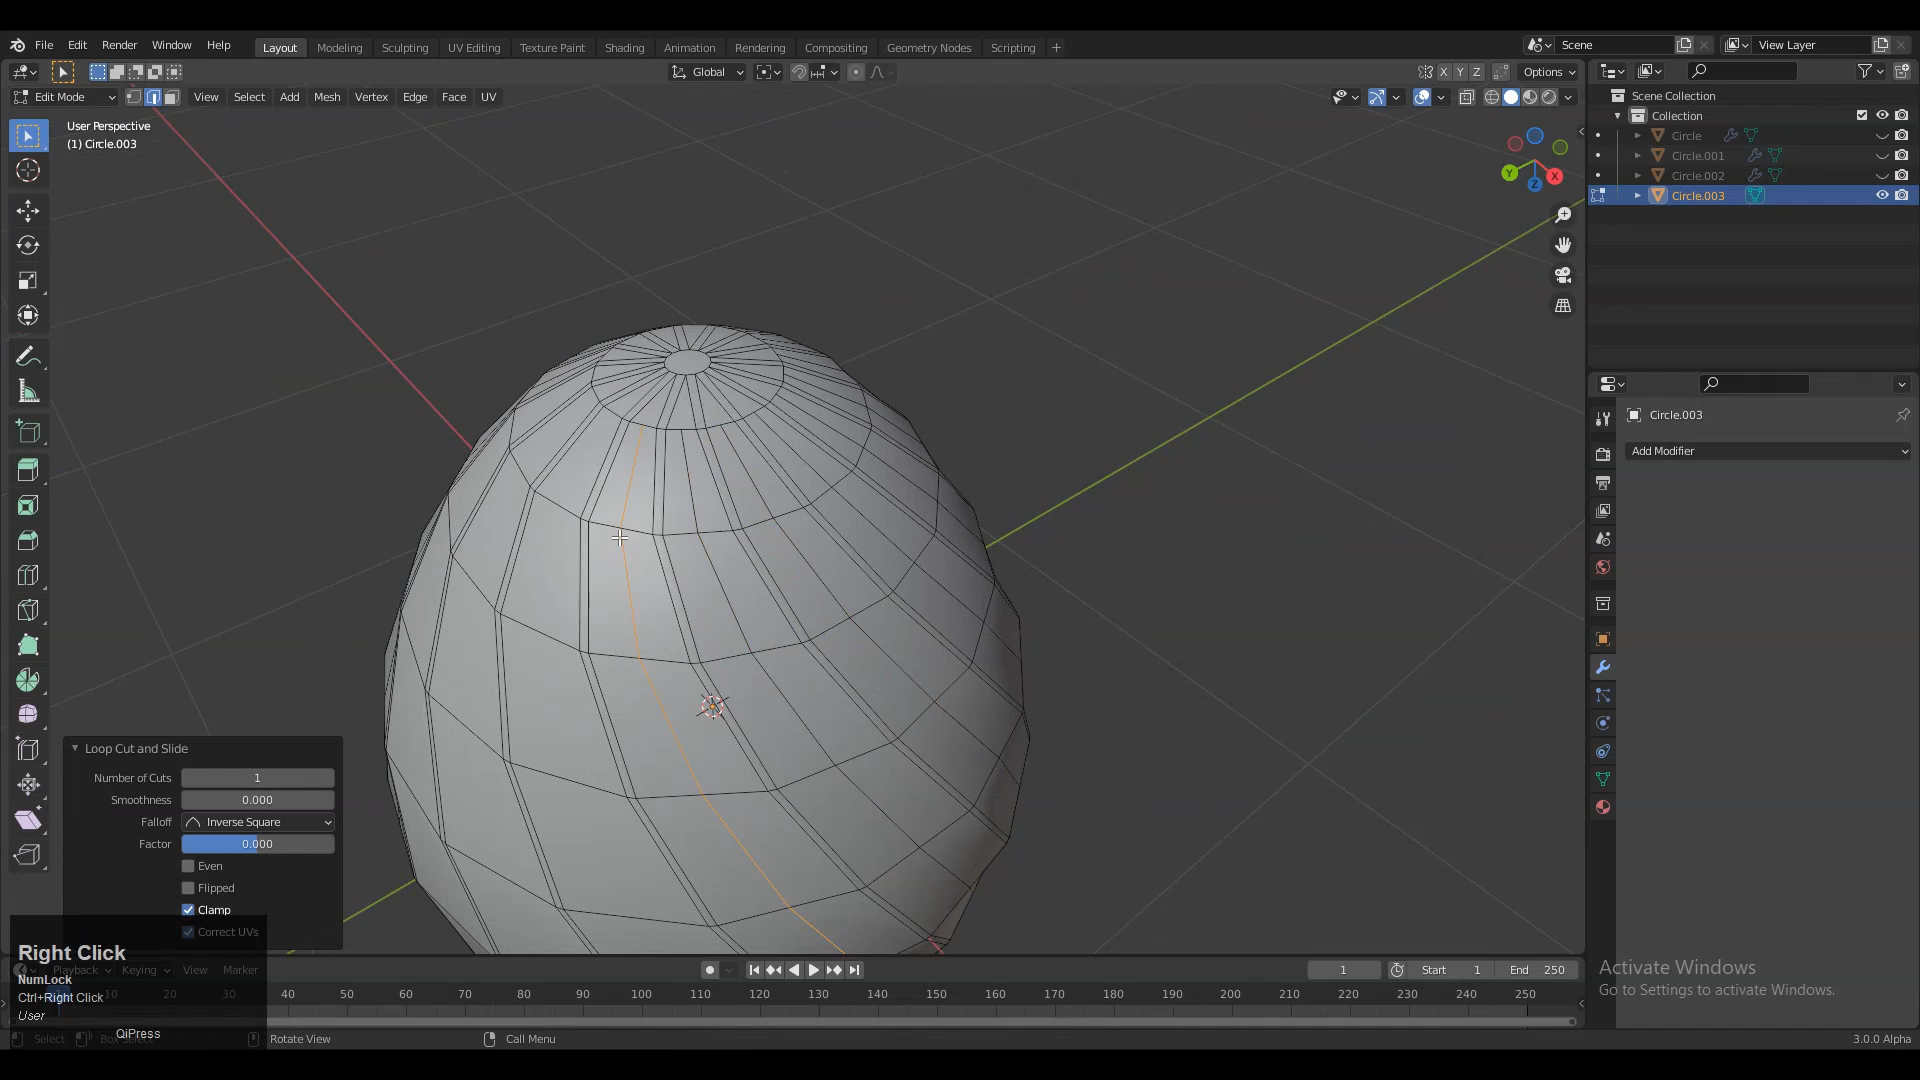 File Edit Render Window Help Layout Modeling Sculpting UV Editing Texture Paint Shading Animation Rendering Compositing Geometry Nodes Scripting + Scene View Layer
Global X Y Z Options
Edit Mode View Select Add Mesh Vertex Edge Face UV
User Perspective
(1) Circle.003
Scene Collection
Collection
Circle
Circle.001
Circle.002
Circle.003
Y X
Z
Circle.003
Add Modifier
Loop Cut and Slide
Number of Cuts 1
Smoothness 0.000
Falloff Inverse Square
Factor 0.000
Even
Flipped
Clamp
Correct UVs
Right Click
NumLock
Ctrl+Right Click
User
QiPress
Playback Keying View Marker 1 Start 1 End 250
10 20 30 40 50 60 70 80 90 100 110 120 130 140 150 160 170 180 190 200 210 220 230 240 250
Select Box Select Rotate View Call Menu 3.0.0 Alpha
Activate Windows
Go to Settings to activate Windows.